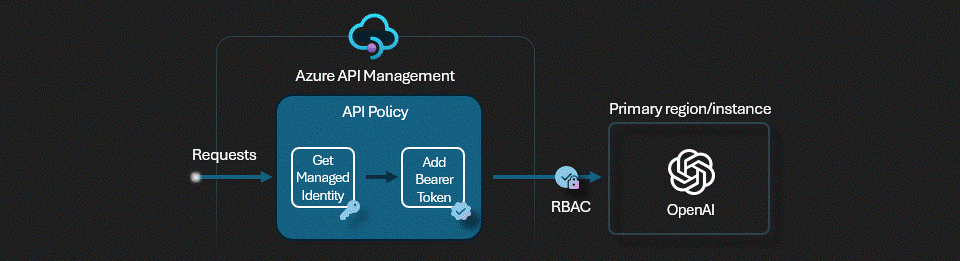 Azure API Management
API Policy
Primary region/instance
Requests
Get
Managed
Identity
Add
Bearer
Token
RBAC
OpenAI